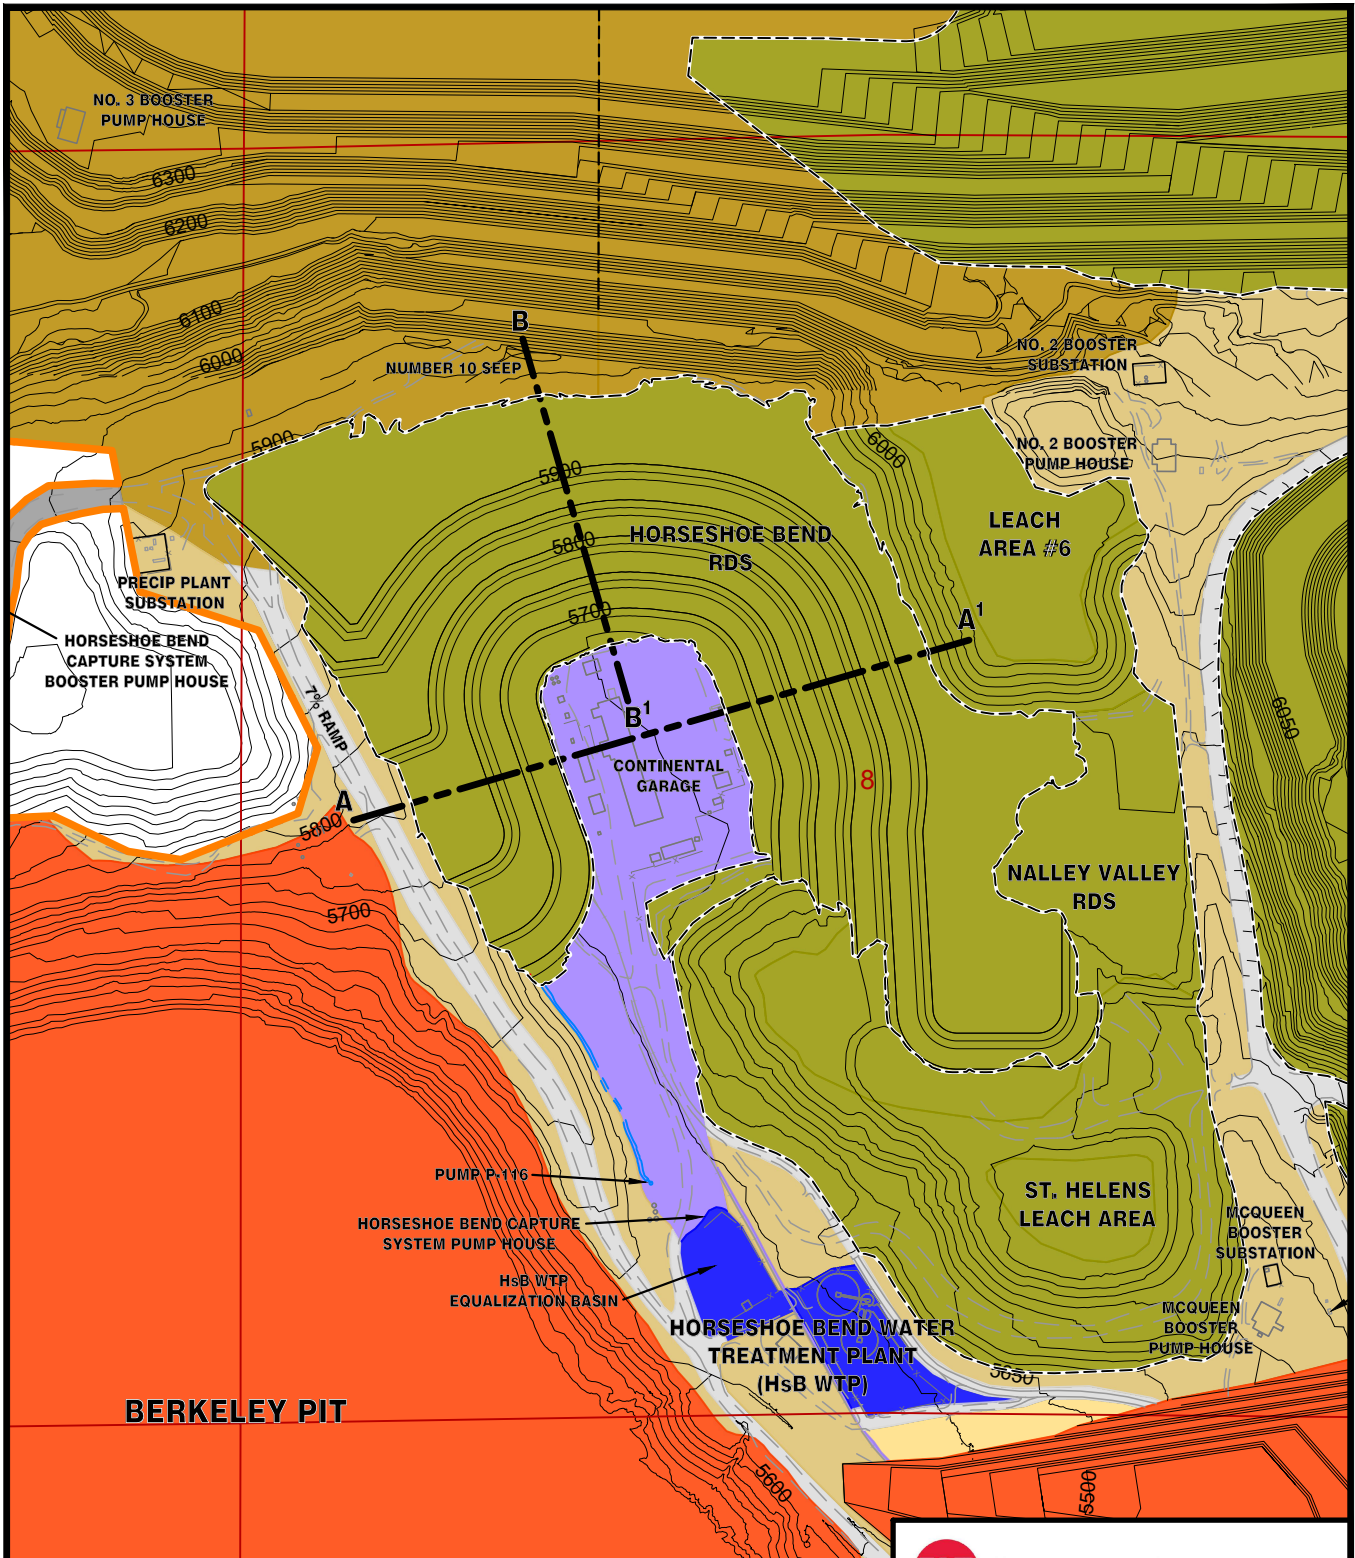 NO. 3 BOOSTER
PUMP HOUSE
6300
6200
6100
6000
B
NUMBER 10 SEEP
NO. 2 BOOSTER
SUBSTATION
5900
5900
6000
NO. 2 BOOSTER
PUMP HOUSE
5800
HORSESHOE BEND
RDS
LEACH
AREA #6
PRECIP PLANT
SUBSTATION
5700
A1
HORSESHOE BEND
CAPTURE SYSTEM
BOOSTER PUMP HOUSE
7% RAMP
B1
6050
CONTINENTAL
GARAGE
8
A
5800
5700
NALLEY VALLEY
RDS
PUMP P-116
ST. HELENS
LEACH AREA
HORSESHOE BEND CAPTURE
SYSTEM PUMP HOUSE
MCQUEEN
BOOSTER
SUBSTATION
HsB WTP
EQUALIZATION BASIN
MCQUEEN
BOOSTER
PUMP HOUSE
HORSESHOE BEND WATER
TREATMENT PLANT
(HsB WTP)
5650
BERKELEY PIT
5600
5500